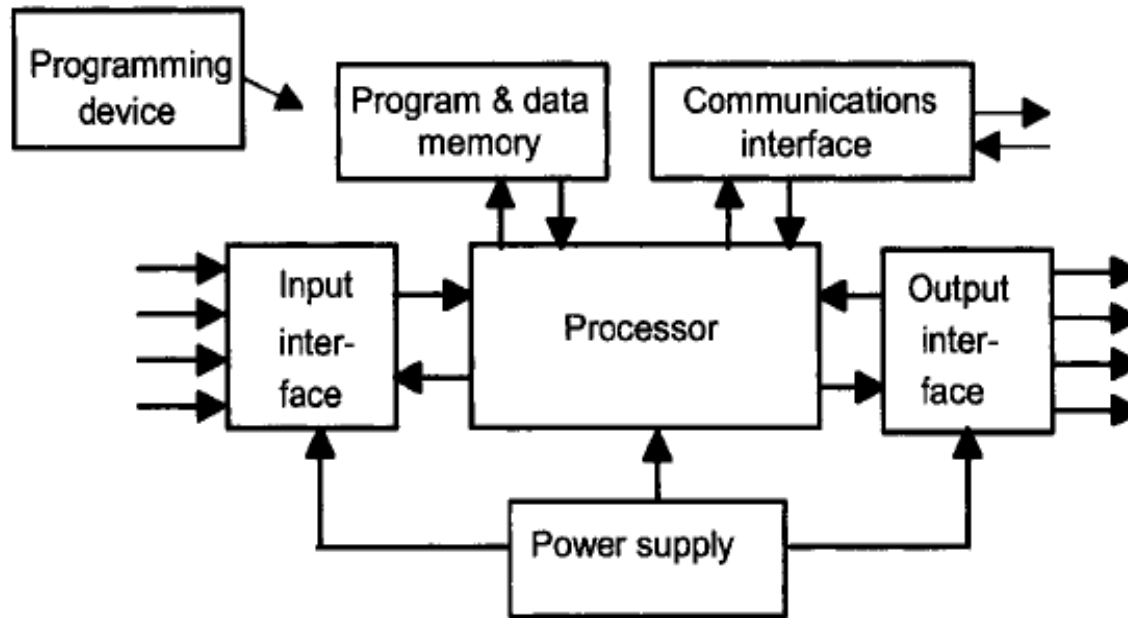 Programming
device
Program & data
memory
Communications
interface
Input
inter-
face
Processor
Output
inter-
face
Power supply